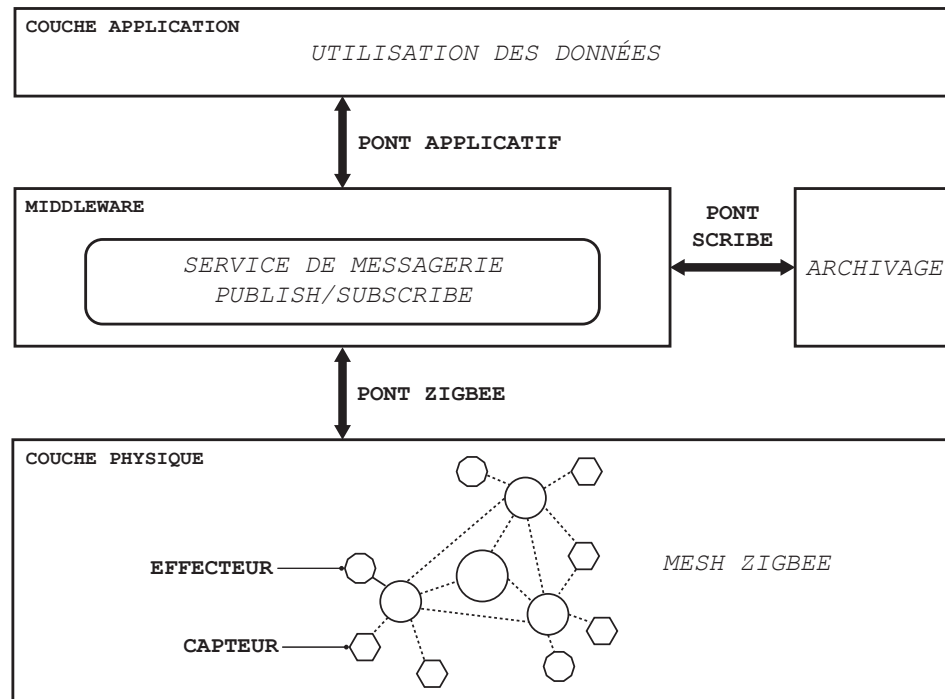 COUCHE APPLICATION
UTILISATION DES DONNÉES
PONT APPLICATIF
MIDDLEWARE
SERVICE DE MESSAGERIE
PUBLISH/SUBSCRIBE
PONT
SCRIBE
ARCHIVAGE
PONT ZIGBEE
COUCHE PHYSIQUE
EFFECTEUR
MESH ZIGBEE
CAPTEUR